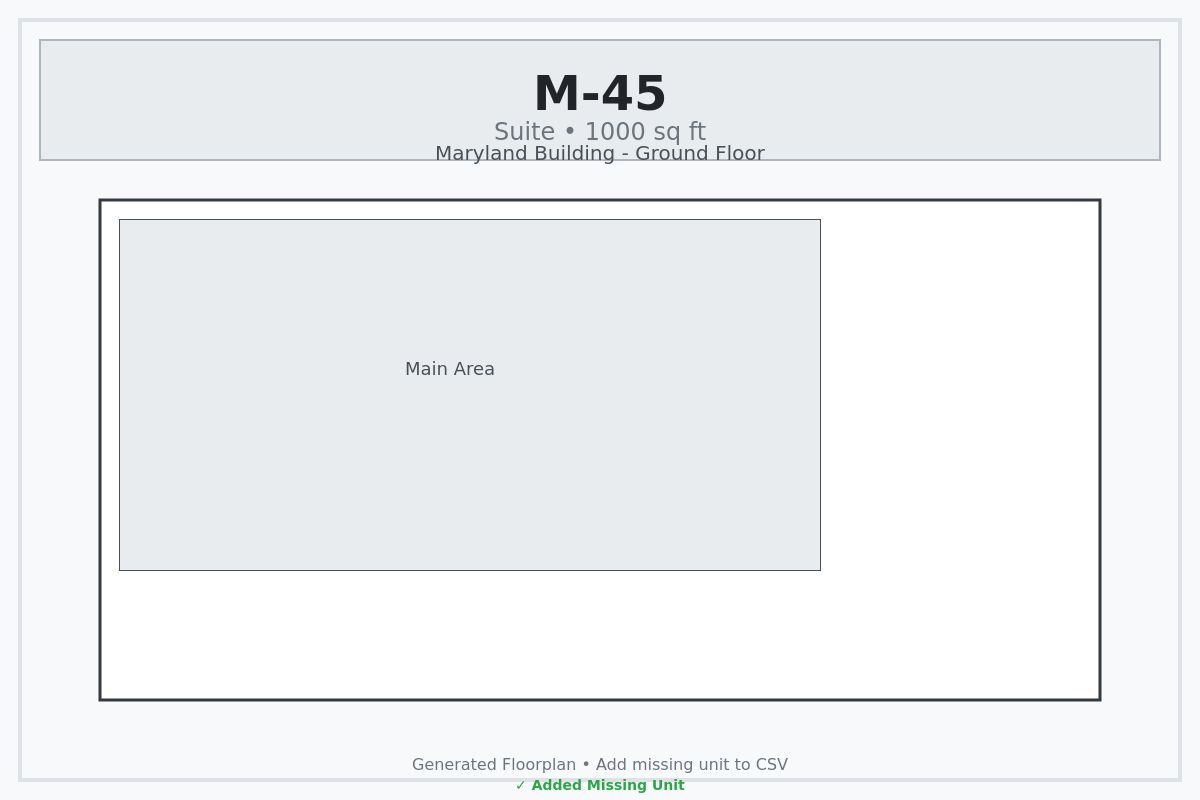 M-45
Suite • 1000 sq ft
Maryland Building - Ground Floor
Main Area
Generated Floorplan • Add missing unit to CSV
✓ Added Missing Unit